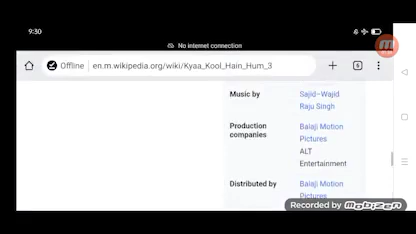 9:30
No internet connection
Offline en.m.wikipedia.org/wiki/Kyaa_Kool_Hain_Hum_3 6
Music by Sajid–Wajid
Raju Singh
Production Balaji Motion
companies Pictures
ALT
Entertainment
Distributed by Balaji Motion
Pictures
Recorded by Mobizen